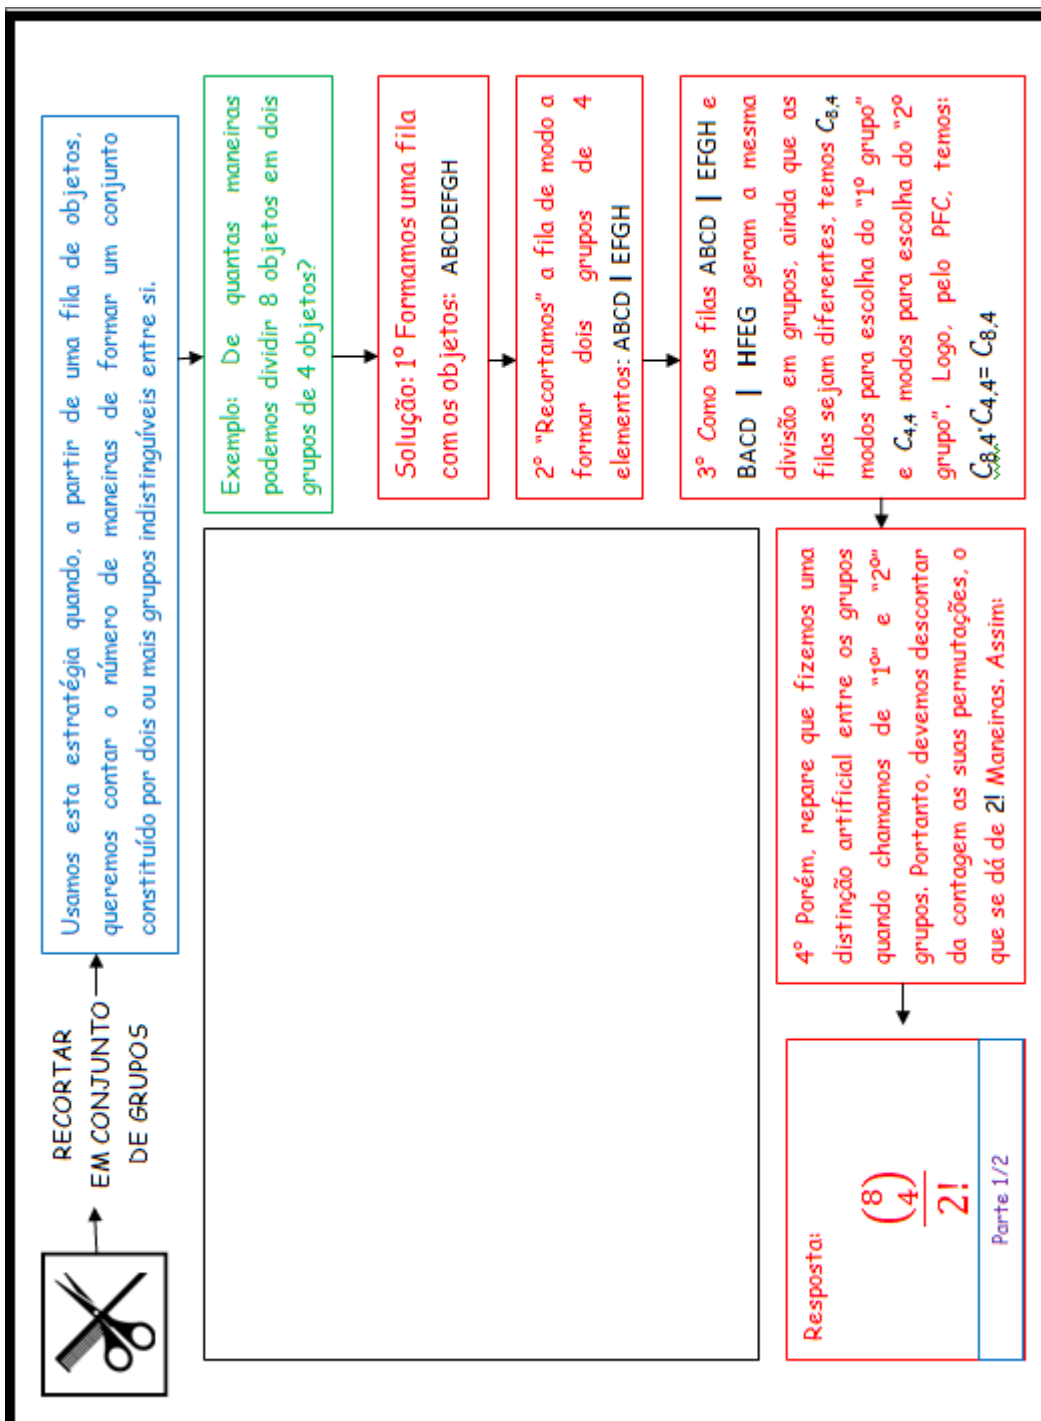 RECORTAR
EM CONJUNTO
DE GRUPOS
Usamos esta estratégia quando, a partir de uma fila de objetos,
queremos contar o número de maneiras de formar um conjunto
constituído por dois ou mais grupos indistinguíveis entre si.
Exemplo: De quantas maneiras
podemos dividir 8 objetos em dois
grupos de 4 objetos?
Solução: 1º Formamos uma fila
com os objetos: ABCDEFGH
2º "Recortamos" a fila de modo a
formar dois grupos de 4
elementos: ABCD | EFGH
3º Como as filas ABCD | EFGH e
BACD | HFEG geram a mesma
divisão em grupos, ainda que as
filas sejam diferentes, temos C8,4
modos para escolha do "1º grupo"
e C4,4 modos para escolha do "2º
grupo". Logo, pelo PFC, temos:
C8,4·C4,4= C8,4
4º Porém, repare que fizemos uma
distinção artificial entre os grupos
quando chamamos de "1º" e "2º"
grupos. Portanto, devemos descontar
da contagem as suas permutações, o
que se dá de 2! Maneiras. Assim:
Resposta:
(8
4)
2!
Parte 1/2